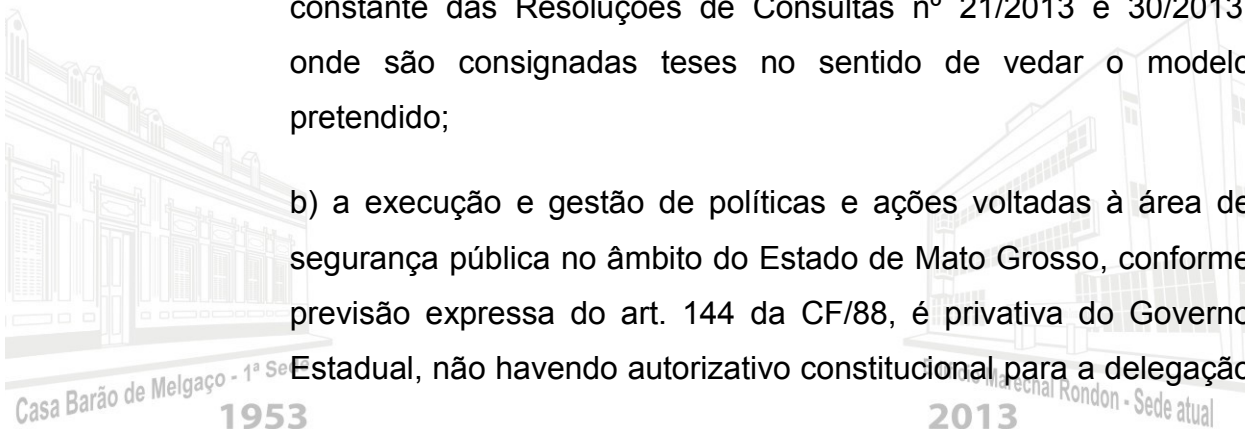 constante das Resoluções de Consultas nº 21/2013 e 30/2013,
onde são consignadas teses no sentido de vedar o modelo
pretendido;
b) a execução e gestão de políticas e ações voltadas à área de
segurança pública no âmbito do Estado de Mato Grosso, conforme
previsão expressa do art. 144 da CF/88, é privativa do Governo
Estadual, não havendo autorizativo constitucional para a delegação
Casa Barão de Melgaço - 1ª Sede
1953
Marechal Rondon - Sede atual
2013